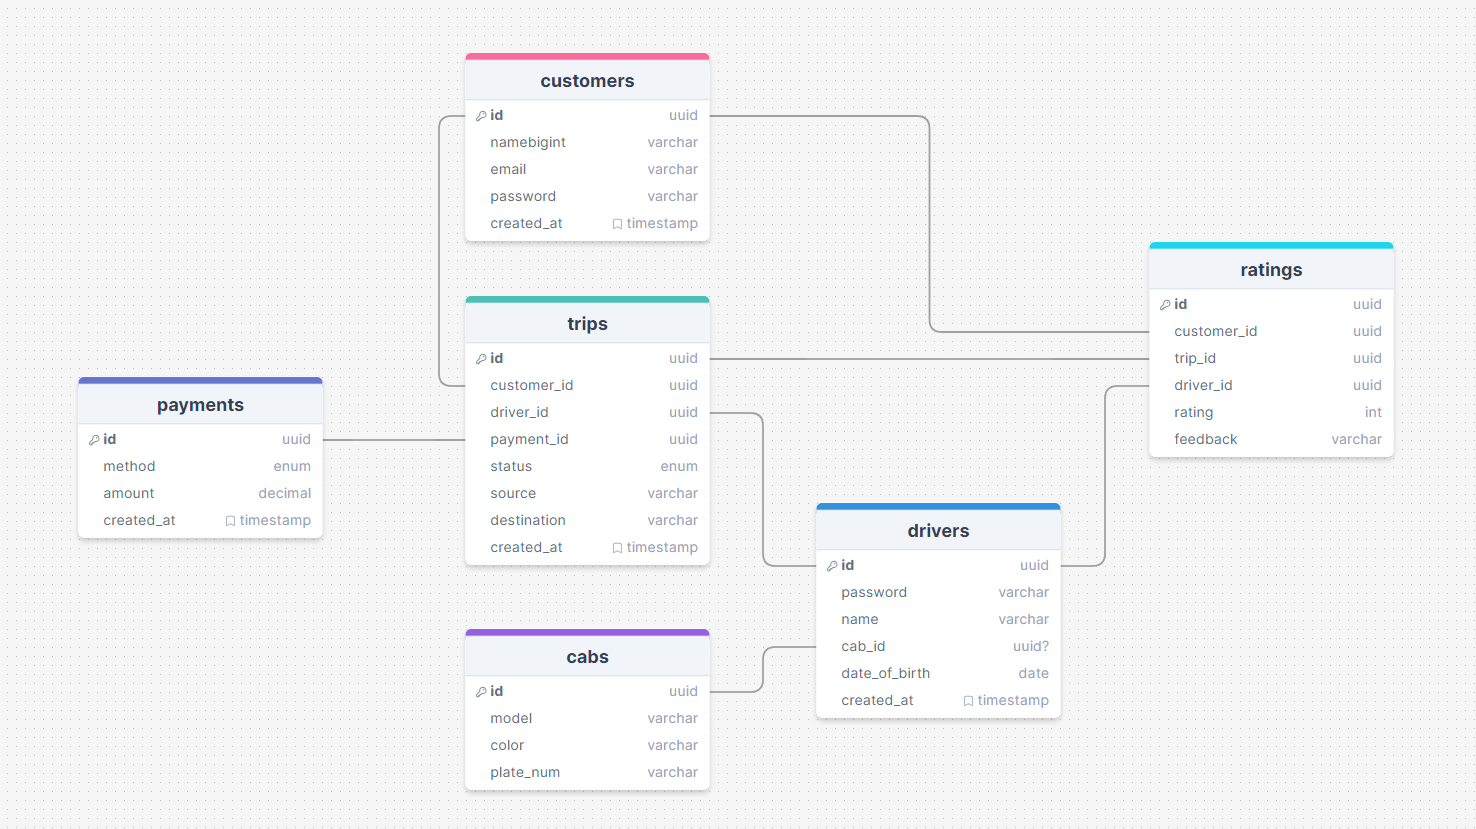 customers
id uuid
namebigint varchar
email varchar
password varchar
created_at timestamp
trips
id uuid
customer_id uuid
driver_id uuid
payment_id uuid
status enum
source varchar
destination varchar
created_at timestamp
payments
id uuid
method enum
amount decimal
created_at timestamp
cabs
id uuid
model varchar
color varchar
plate_num varchar
drivers
id uuid
password varchar
name varchar
cab_id uuid?
date_of_birth date
created_at timestamp
ratings
id uuid
customer_id uuid
trip_id uuid
driver_id uuid
rating int
feedback varchar